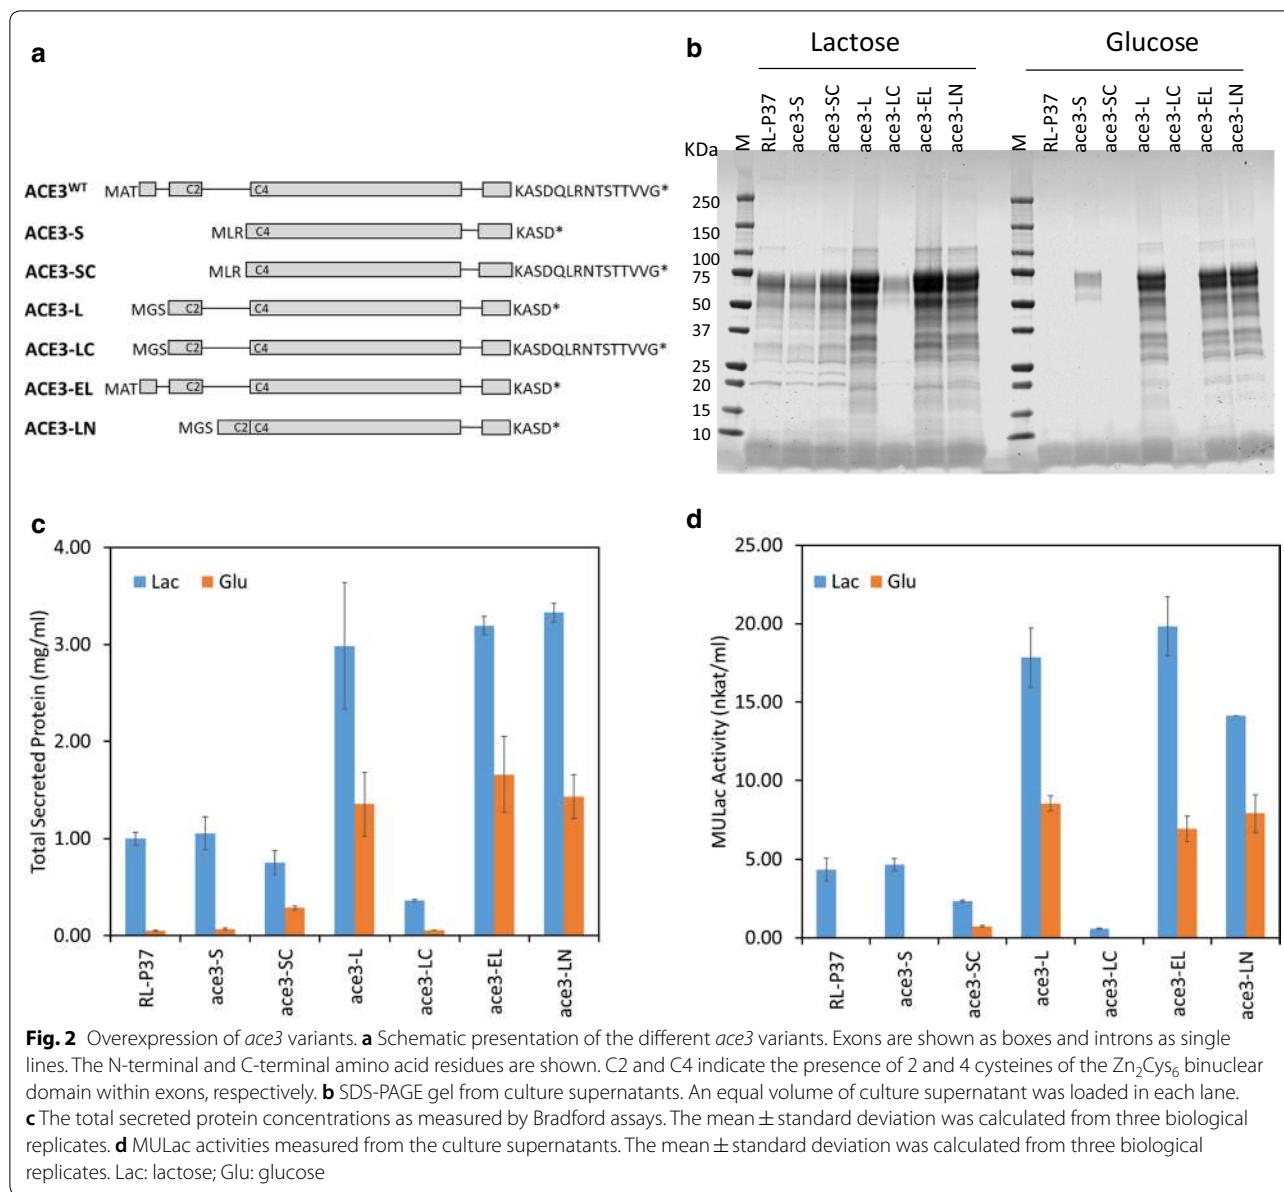 a
ACE3WT MAT C2 C4 KASDQLRNTSTTVVG*
ACE3-S MLR C4 KASD*
ACE3-SC MLR C4 KASDQLRNTSTTVVG*
ACE3-L MGS C2 C4 KASD*
ACE3-LC MGS C2 C4 KASDQLRNTSTTVVG*
ACE3-EL MAT C2 C4 KASD*
ACE3-LN MGS C2 C4 KASD*
b
Lactose Glucose
KDa M RL-P37 ace3-S ace3-SC ace3-L ace3-LC ace3-EL ace3-LN M RL-P37 ace3-S ace3-SC ace3-L ace3-LC ace3-EL ace3-LN
250
150
100
75
50
37
25
20
15
10
c
Total Secreted Protein (mg/ml)
4.00
3.00
2.00
1.00
0.00
Lac Glu
RL-P37 ace3-S ace3-SC ace3-L ace3-LC ace3-EL ace3-LN
d
MULac Activity (nkat/ml)
25.00
20.00
15.00
10.00
5.00
0.00
Lac Glu
RL-P37 ace3-S ace3-SC ace3-L ace3-LC ace3-EL ace3-LN
Fig. 2 Overexpression of ace3 variants. a Schematic presentation of the different ace3 variants. Exons are shown as boxes and introns as single
lines. The N-terminal and C-terminal amino acid residues are shown. C2 and C4 indicate the presence of 2 and 4 cysteines of the Zn₂Cys₆ binuclear
domain within exons, respectively. b SDS-PAGE gel from culture supernatants. An equal volume of culture supernatant was loaded in each lane.
c The total secreted protein concentrations as measured by Bradford assays. The mean ± standard deviation was calculated from three biological
replicates. d MULac activities measured from the culture supernatants. The mean ± standard deviation was calculated from three biological
replicates. Lac: lactose; Glu: glucose